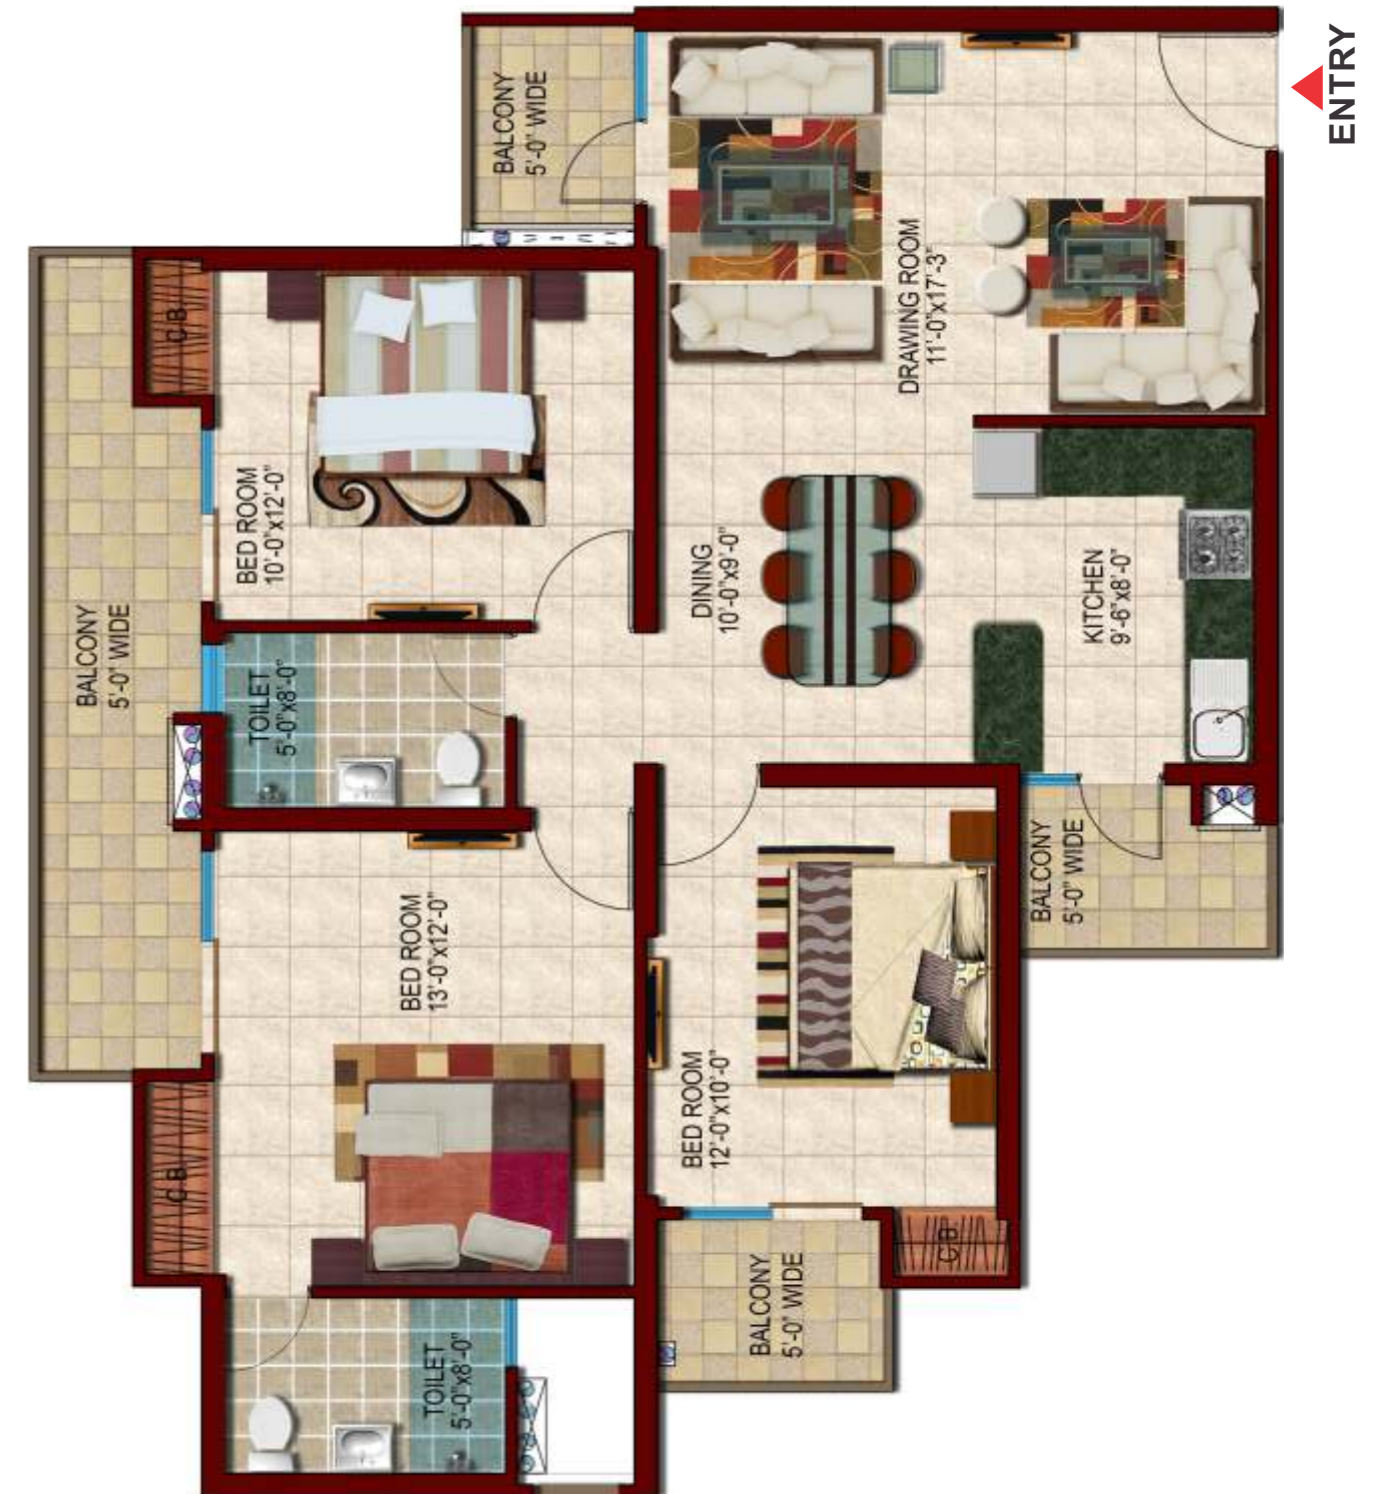 ENTRY
BALCONY
5'-0" WIDE
DRAWING ROOM
11'-0"x17'-3"
C.B.
BED ROOM
10'-0"x12'-0"
DINING
10'-0"x9'-0"
KITCHEN
9'-6"x8'-0"
BALCONY
5'-0" WIDE
TOILET
5'-0"x8'-0"
BALCONY
5'-0" WIDE
BED ROOM
13'-0"x12'-0"
BED ROOM
12'-0"x10'-0"
C.B.
C.B.
BALCONY
5'-0" WIDE
TOILET
5'-0"x8'-0"